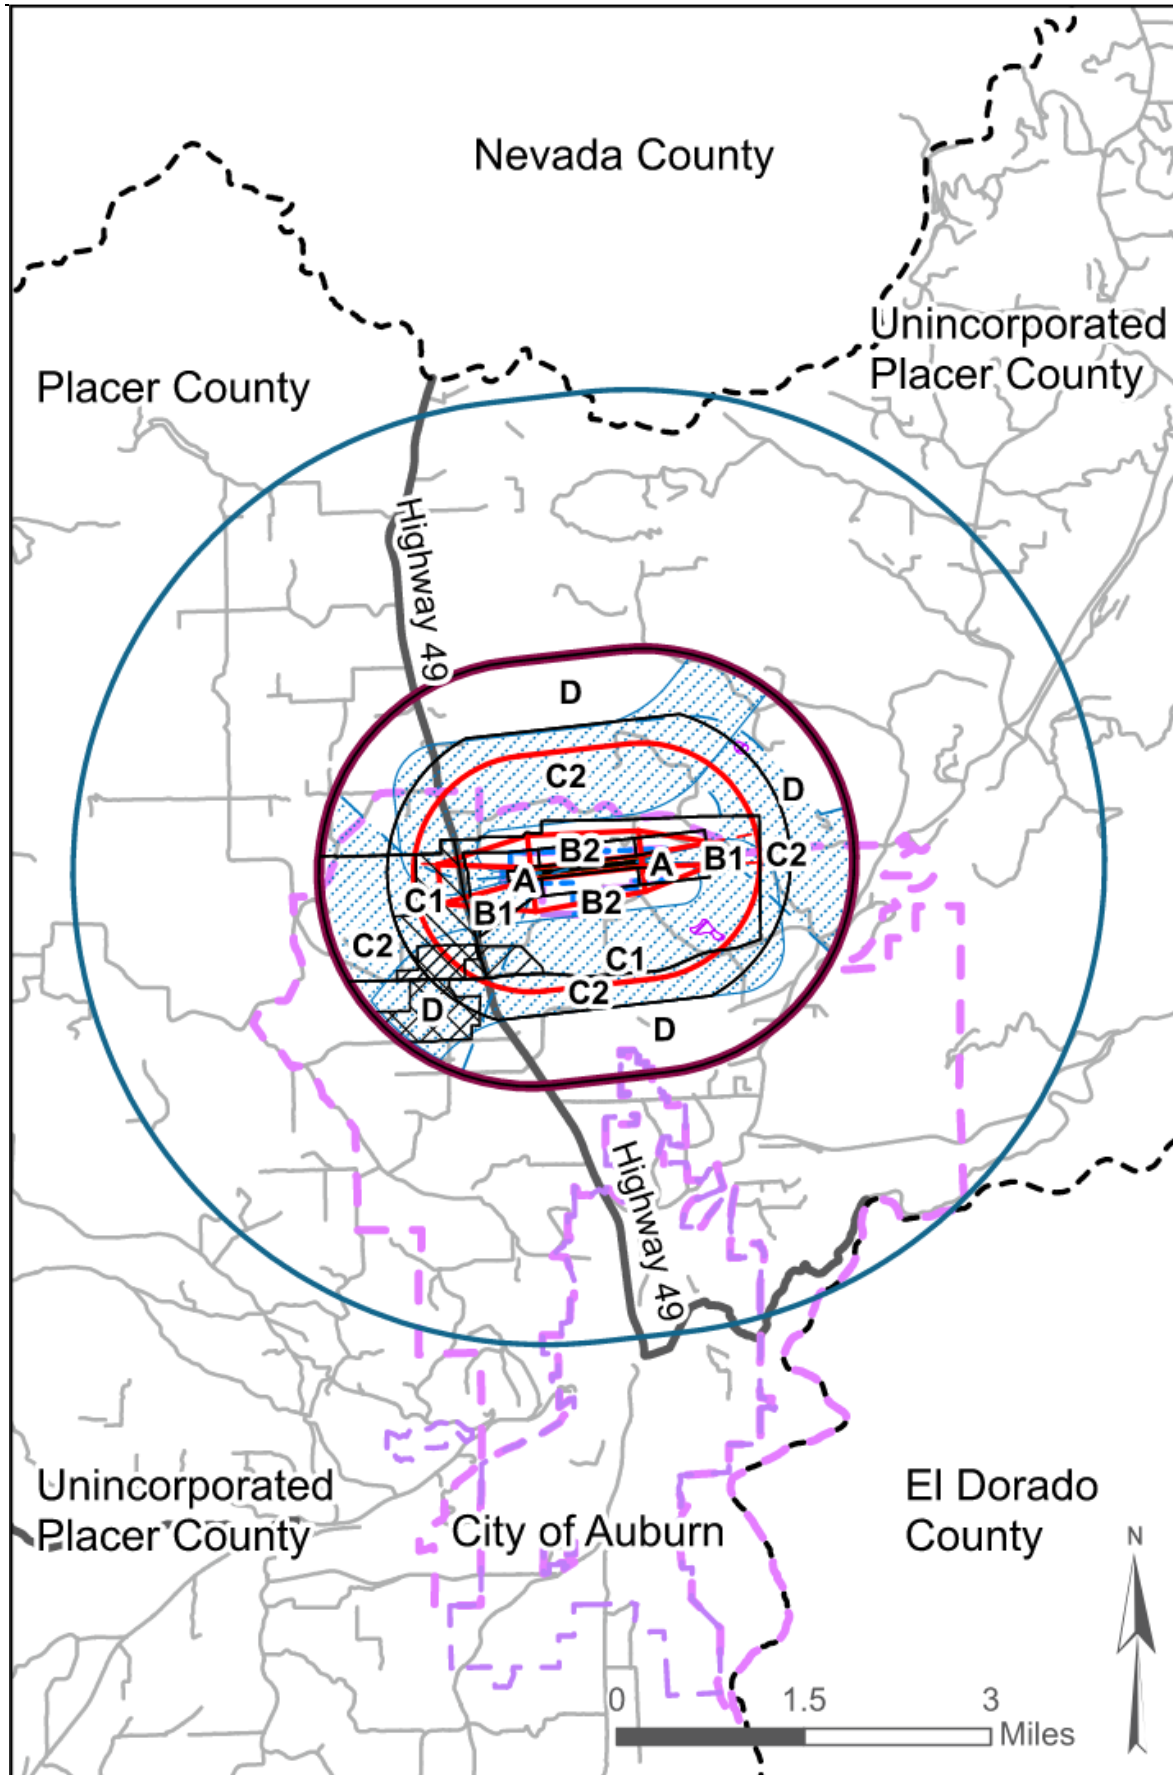 Nevada County
Unincorporated
Placer County
Placer County
Highway 49
D
C2
D
B2
B1
C2
A
A
C1
B1
B2
C2
C1
C2
D
D
Highway 49
Unincorporated
Placer County
City of Auburn
El Dorado
County
N
0 1.5 3
Miles